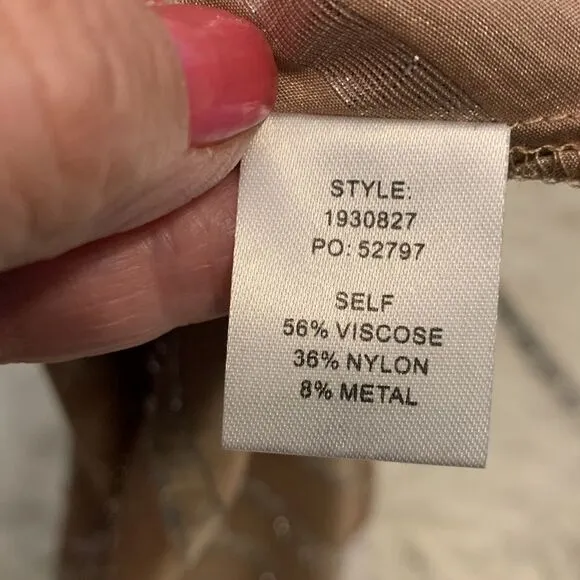 STYLE:
1930827
PO: 52797
SELF
56% VISCOSE
36% NYLON
8% METAL